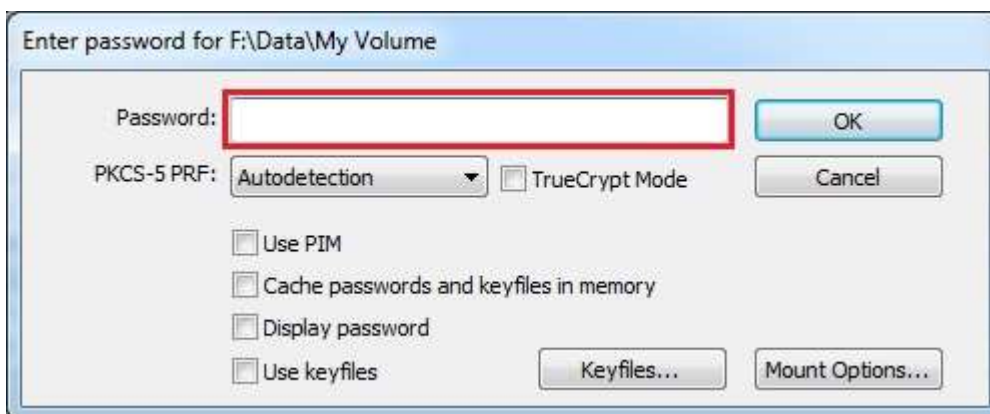 Enter password for F:\Data\My Volume
Password:
OK
PKCS-5 PRF: Autodetection TrueCrypt Mode Cancel
Use PIM
Cache passwords and keyfiles in memory
Display password
Use keyfiles Keyfiles... Mount Options...